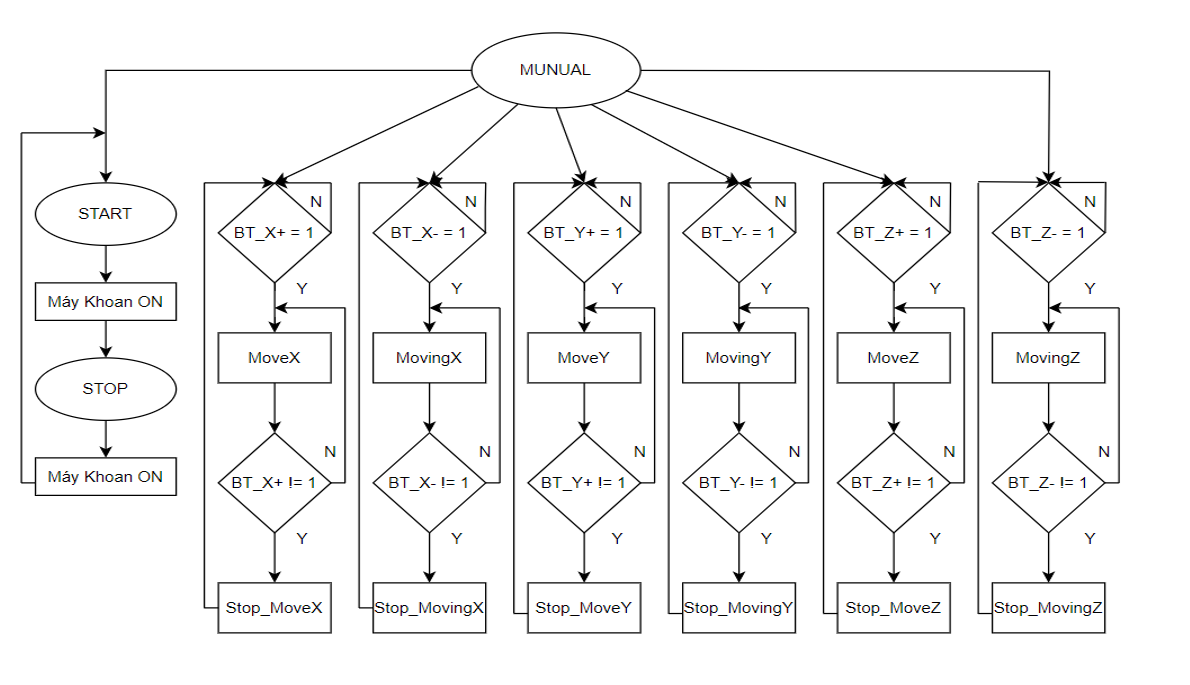 MUNUAL
START
Máy Khoan ON
STOP
Máy Khoan ON
BT_X+ = 1
N
Y
MoveX
BT_X+ != 1
N
Y
Stop_MoveX
BT_X- = 1
N
Y
MovingX
BT_X- != 1
N
Y
Stop_MovingX
BT_Y+ = 1
N
Y
MoveY
BT_Y+ != 1
N
Y
Stop_MoveY
BT_Y- = 1
N
Y
MovingY
BT_Y- != 1
N
Y
Stop_MovingY
BT_Z+ = 1
N
Y
MoveZ
BT_Z+ != 1
N
Y
Stop_MoveZ
BT_Z- = 1
N
Y
MovingZ
BT_Z- != 1
N
Y
Stop_MovingZ